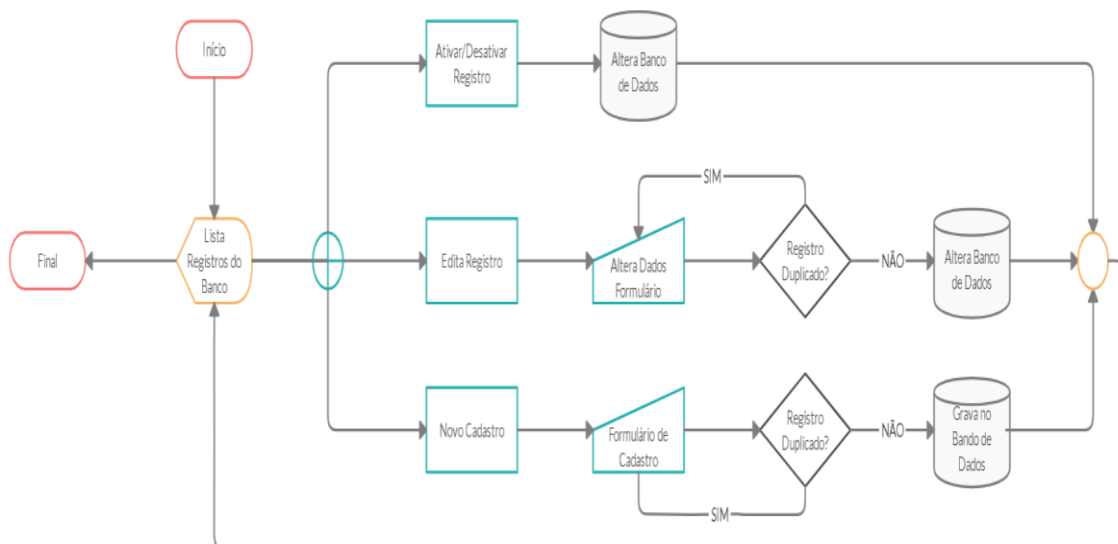 Início
Ativar/Desativar
Registro
Altera Banco
de Dados
SIM
Final
Lista
Registros do
Banco
Edita Registro
Altera Dados
Formulário
Registro
Duplicado?
NÃO
Altera Banco
de Dados
Novo Cadastro
Formulário de
Cadastro
Registro
Duplicado?
NÃO
Grava no
Bando de
Dados
SIM